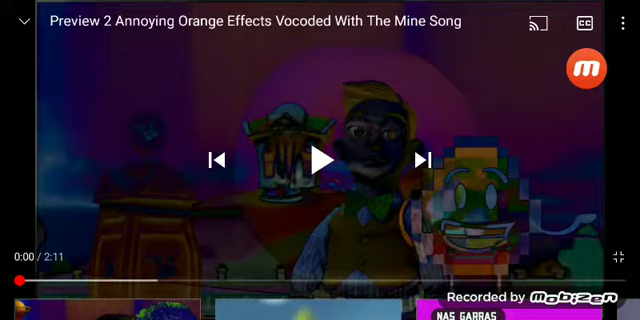 Preview 2 Annoying Orange Effects Vocoded With The Mine Song
CC
m
0:00 / 2:11
Recorded by Mobizen
NAS GARRAS